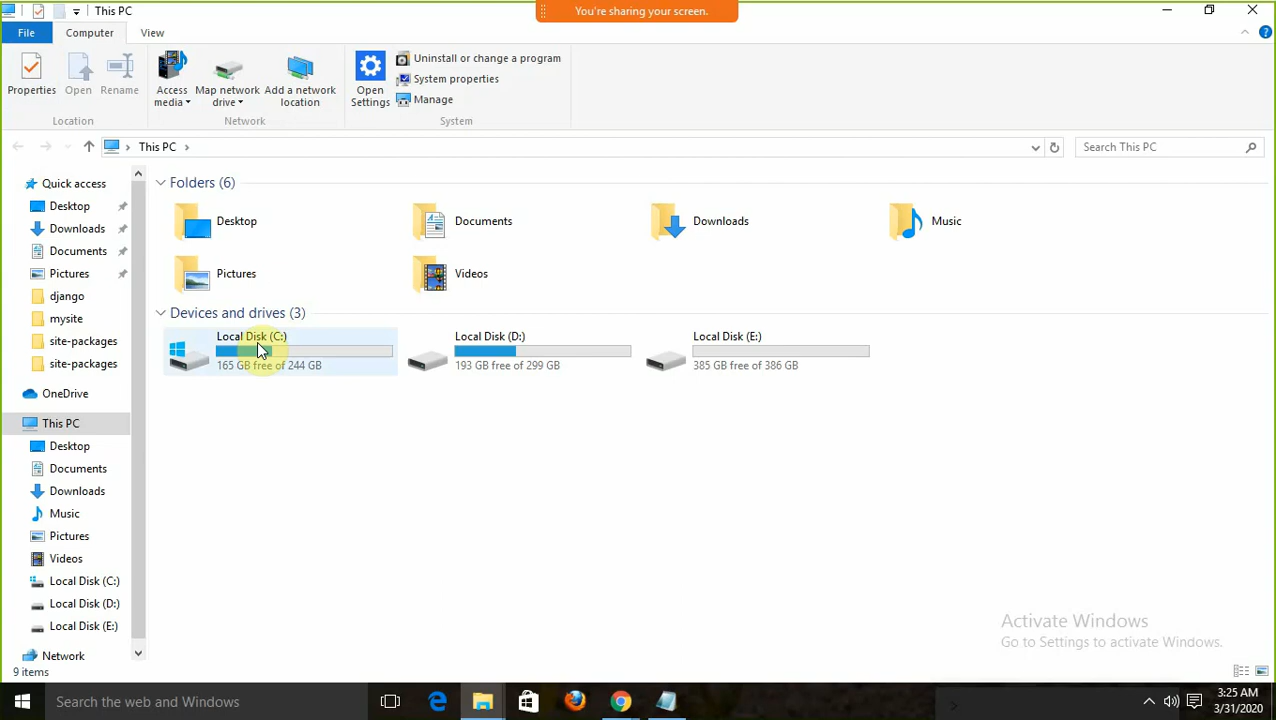 This PC
You're sharing your screen.
File
Computer
View
Properties
Open
Rename
Access media
Map network drive
Add a network location
Open Settings
Uninstall or change a program
System properties
Manage
Location
Network
System
This PC
Search This PC
Quick access
Desktop
Downloads
Documents
Pictures
django
mysite
site-packages
site-packages
OneDrive
This PC
Desktop
Documents
Downloads
Music
Pictures
Videos
Local Disk (C:)
Local Disk (D:)
Local Disk (E:)
Network
Folders (6)
Desktop
Documents
Downloads
Music
Pictures
Videos
Devices and drives (3)
Local Disk (C:)
165 GB free of 244 GB
Local Disk (D:)
193 GB free of 299 GB
Local Disk (E:)
385 GB free of 386 GB
Activate Windows
Go to Settings to activate Windows.
9 items
Search the web and Windows
3:25 AM
3/31/2020